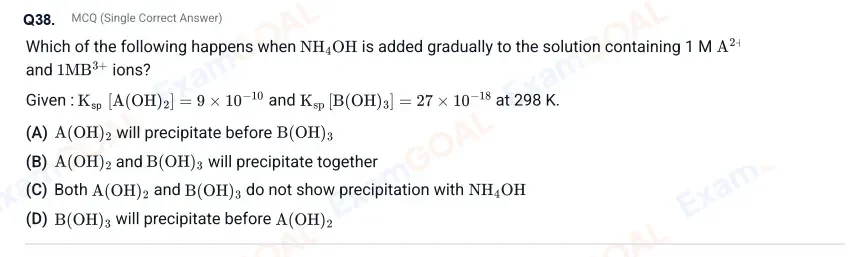 Q38. MCQ (Single Correct Answer)
Which of the following happens when NH₄OH is added gradually to the solution containing 1 M A²⁺
and 1MB³⁺ ions?
Given : Kₛₚ [A(OH)₂] = 9 × 10⁻¹⁰ and Kₛₚ [B(OH)₃] = 27 × 10⁻¹⁸ at 298 K.
(A) A(OH)₂ will precipitate before B(OH)₃
(B) A(OH)₂ and B(OH)₃ will precipitate together
(C) Both A(OH)₂ and B(OH)₃ do not show precipitation with NH₄OH
(D) B(OH)₃ will precipitate before A(OH)₂